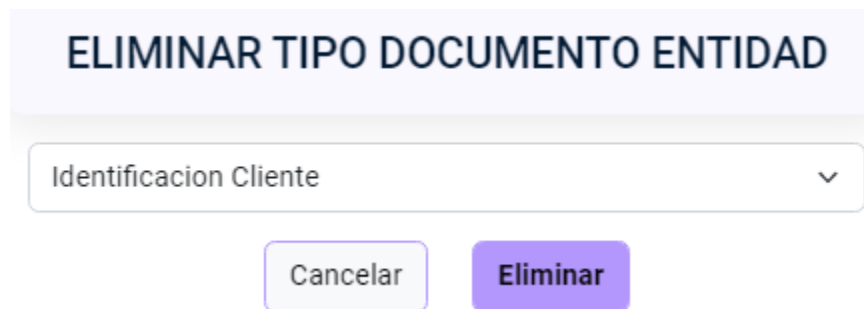 ELIMINAR TIPO DOCUMENTO ENTIDAD
Identificacion Cliente
Cancelar Eliminar